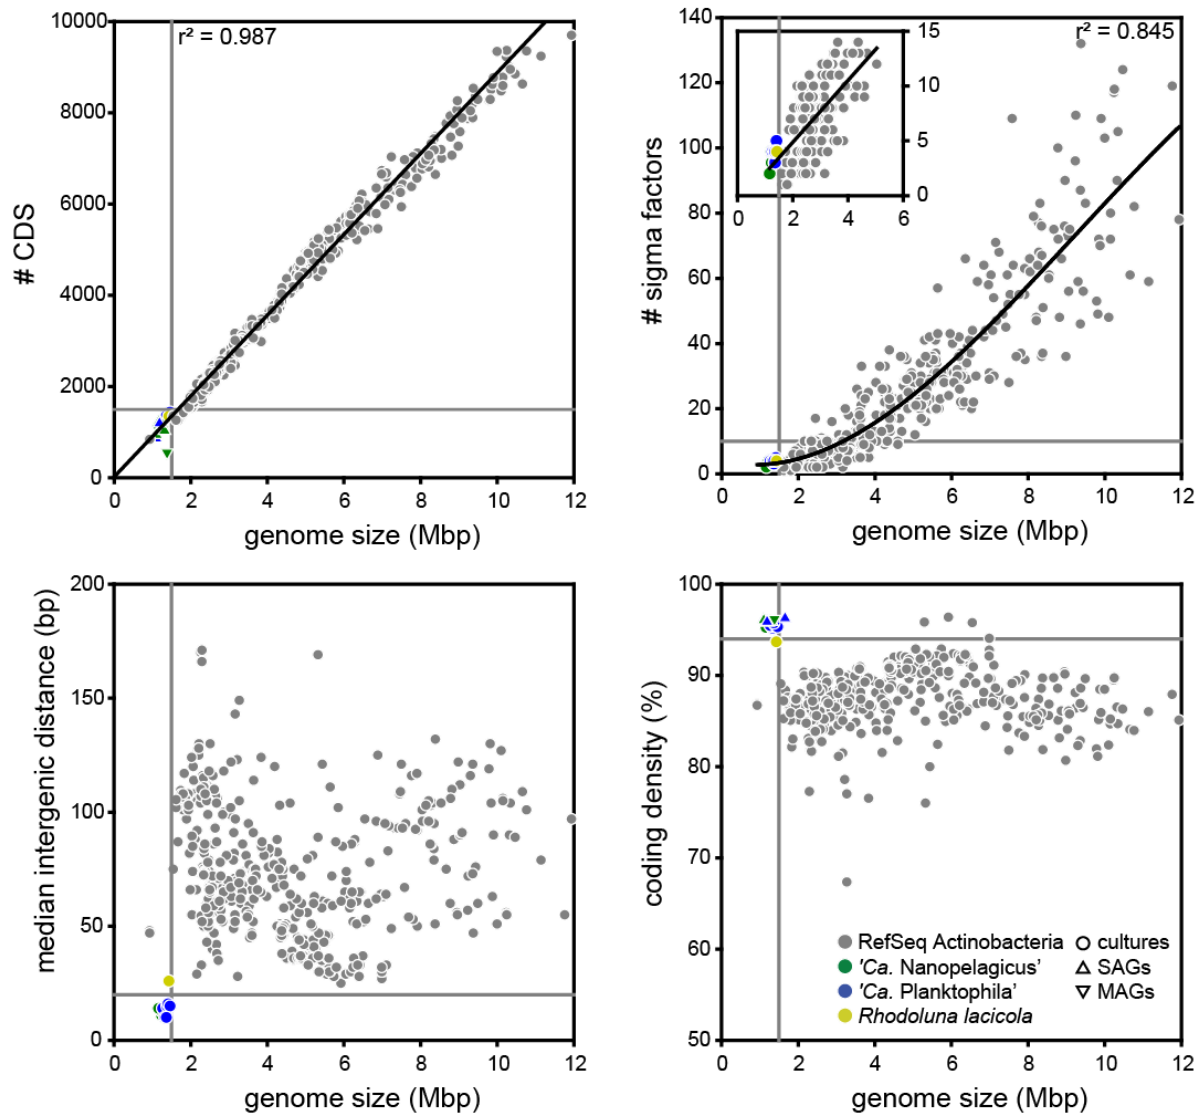 10000
8000
6000
4000
2000
0
# CDS
r² = 0.987
0 2 4 6 8 10 12
genome size (Mbp)
140
120
100
80
60
40
20
0
# sigma factors
r² = 0.845
15
10
5
0
0 2 4 6
0 2 4 6 8 10 12
genome size (Mbp)
200
150
100
50
0
median intergenic distance (bp)
0 2 4 6 8 10 12
genome size (Mbp)
100
90
80
70
60
50
coding density (%)
RefSeq Actinobacteria
'Ca. Nanopelagicus’
'Ca. Planktophila’
Rhodoluna lacicola
cultures
SAGs
MAGs
0 2 4 6 8 10 12
genome size (Mbp)